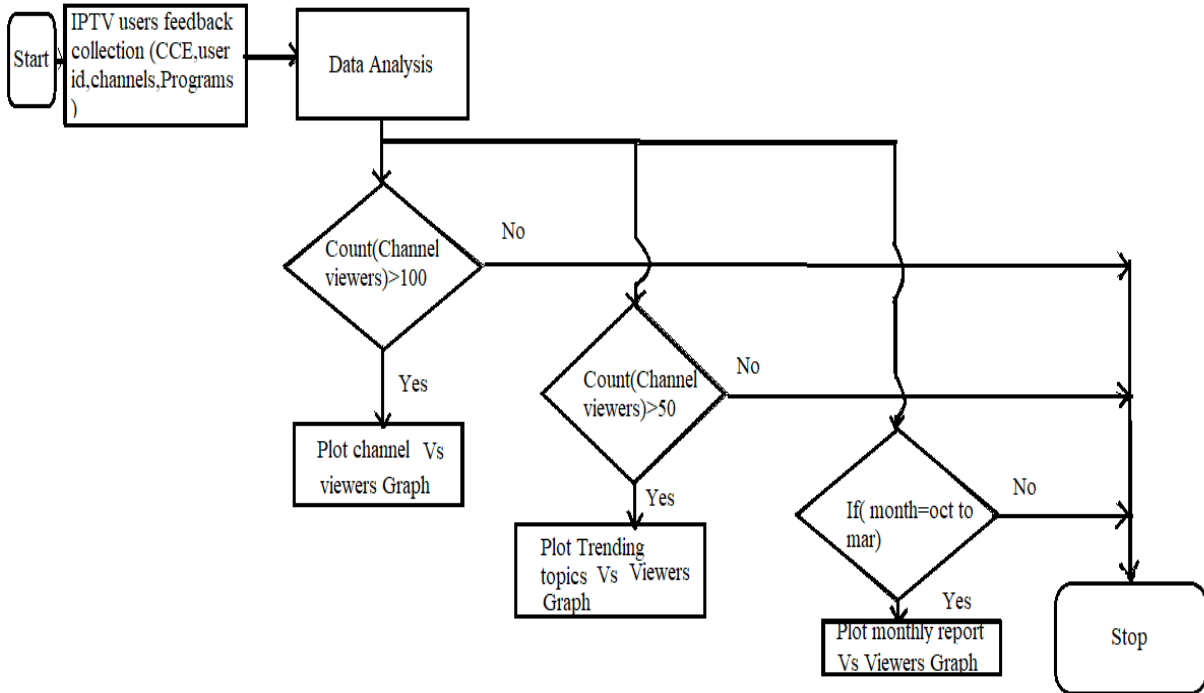 Start
IPTV users feedback
collection (CCE,user
id,channels,Programs
)
Data Analysis
Count(Channel
viewers)>100
No
Yes
Plot channel Vs
viewers Graph
Count(Channel
viewers)>50
No
Yes
Plot Trending
topics Vs Viewers
Graph
If( month=oct to
mar)
No
Yes
Plot monthly report
Vs Viewers Graph
Stop